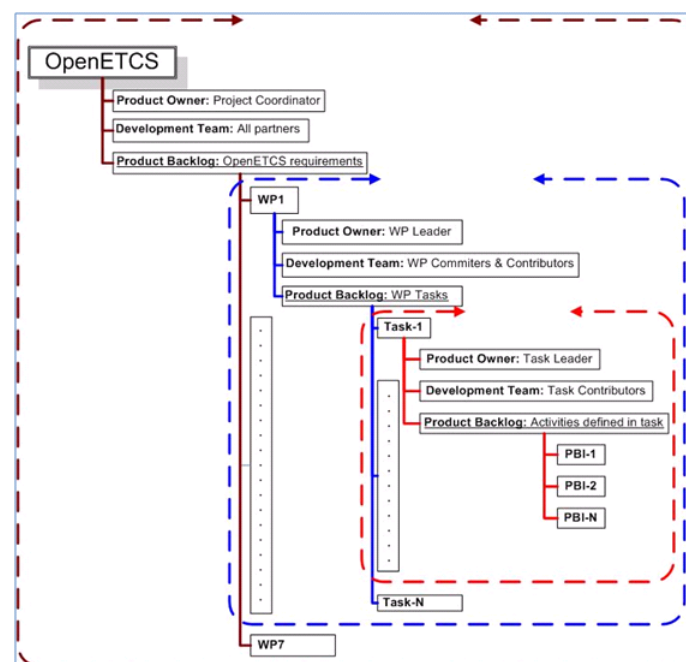 OpenETCS
Product Owner: Project Coordinator
Development Team: All partners
Product Backlog: OpenETCS requirements
WP1
Product Owner: WP Leader
Development Team: WP Commiters & Contributors
Product Backlog: WP Tasks
Task-1
Product Owner: Task Leader
Development Team: Task Contributors
Product Backlog: Activities defined in task
PBI-1
PBI-2
PBI-N
Task-N
WP7